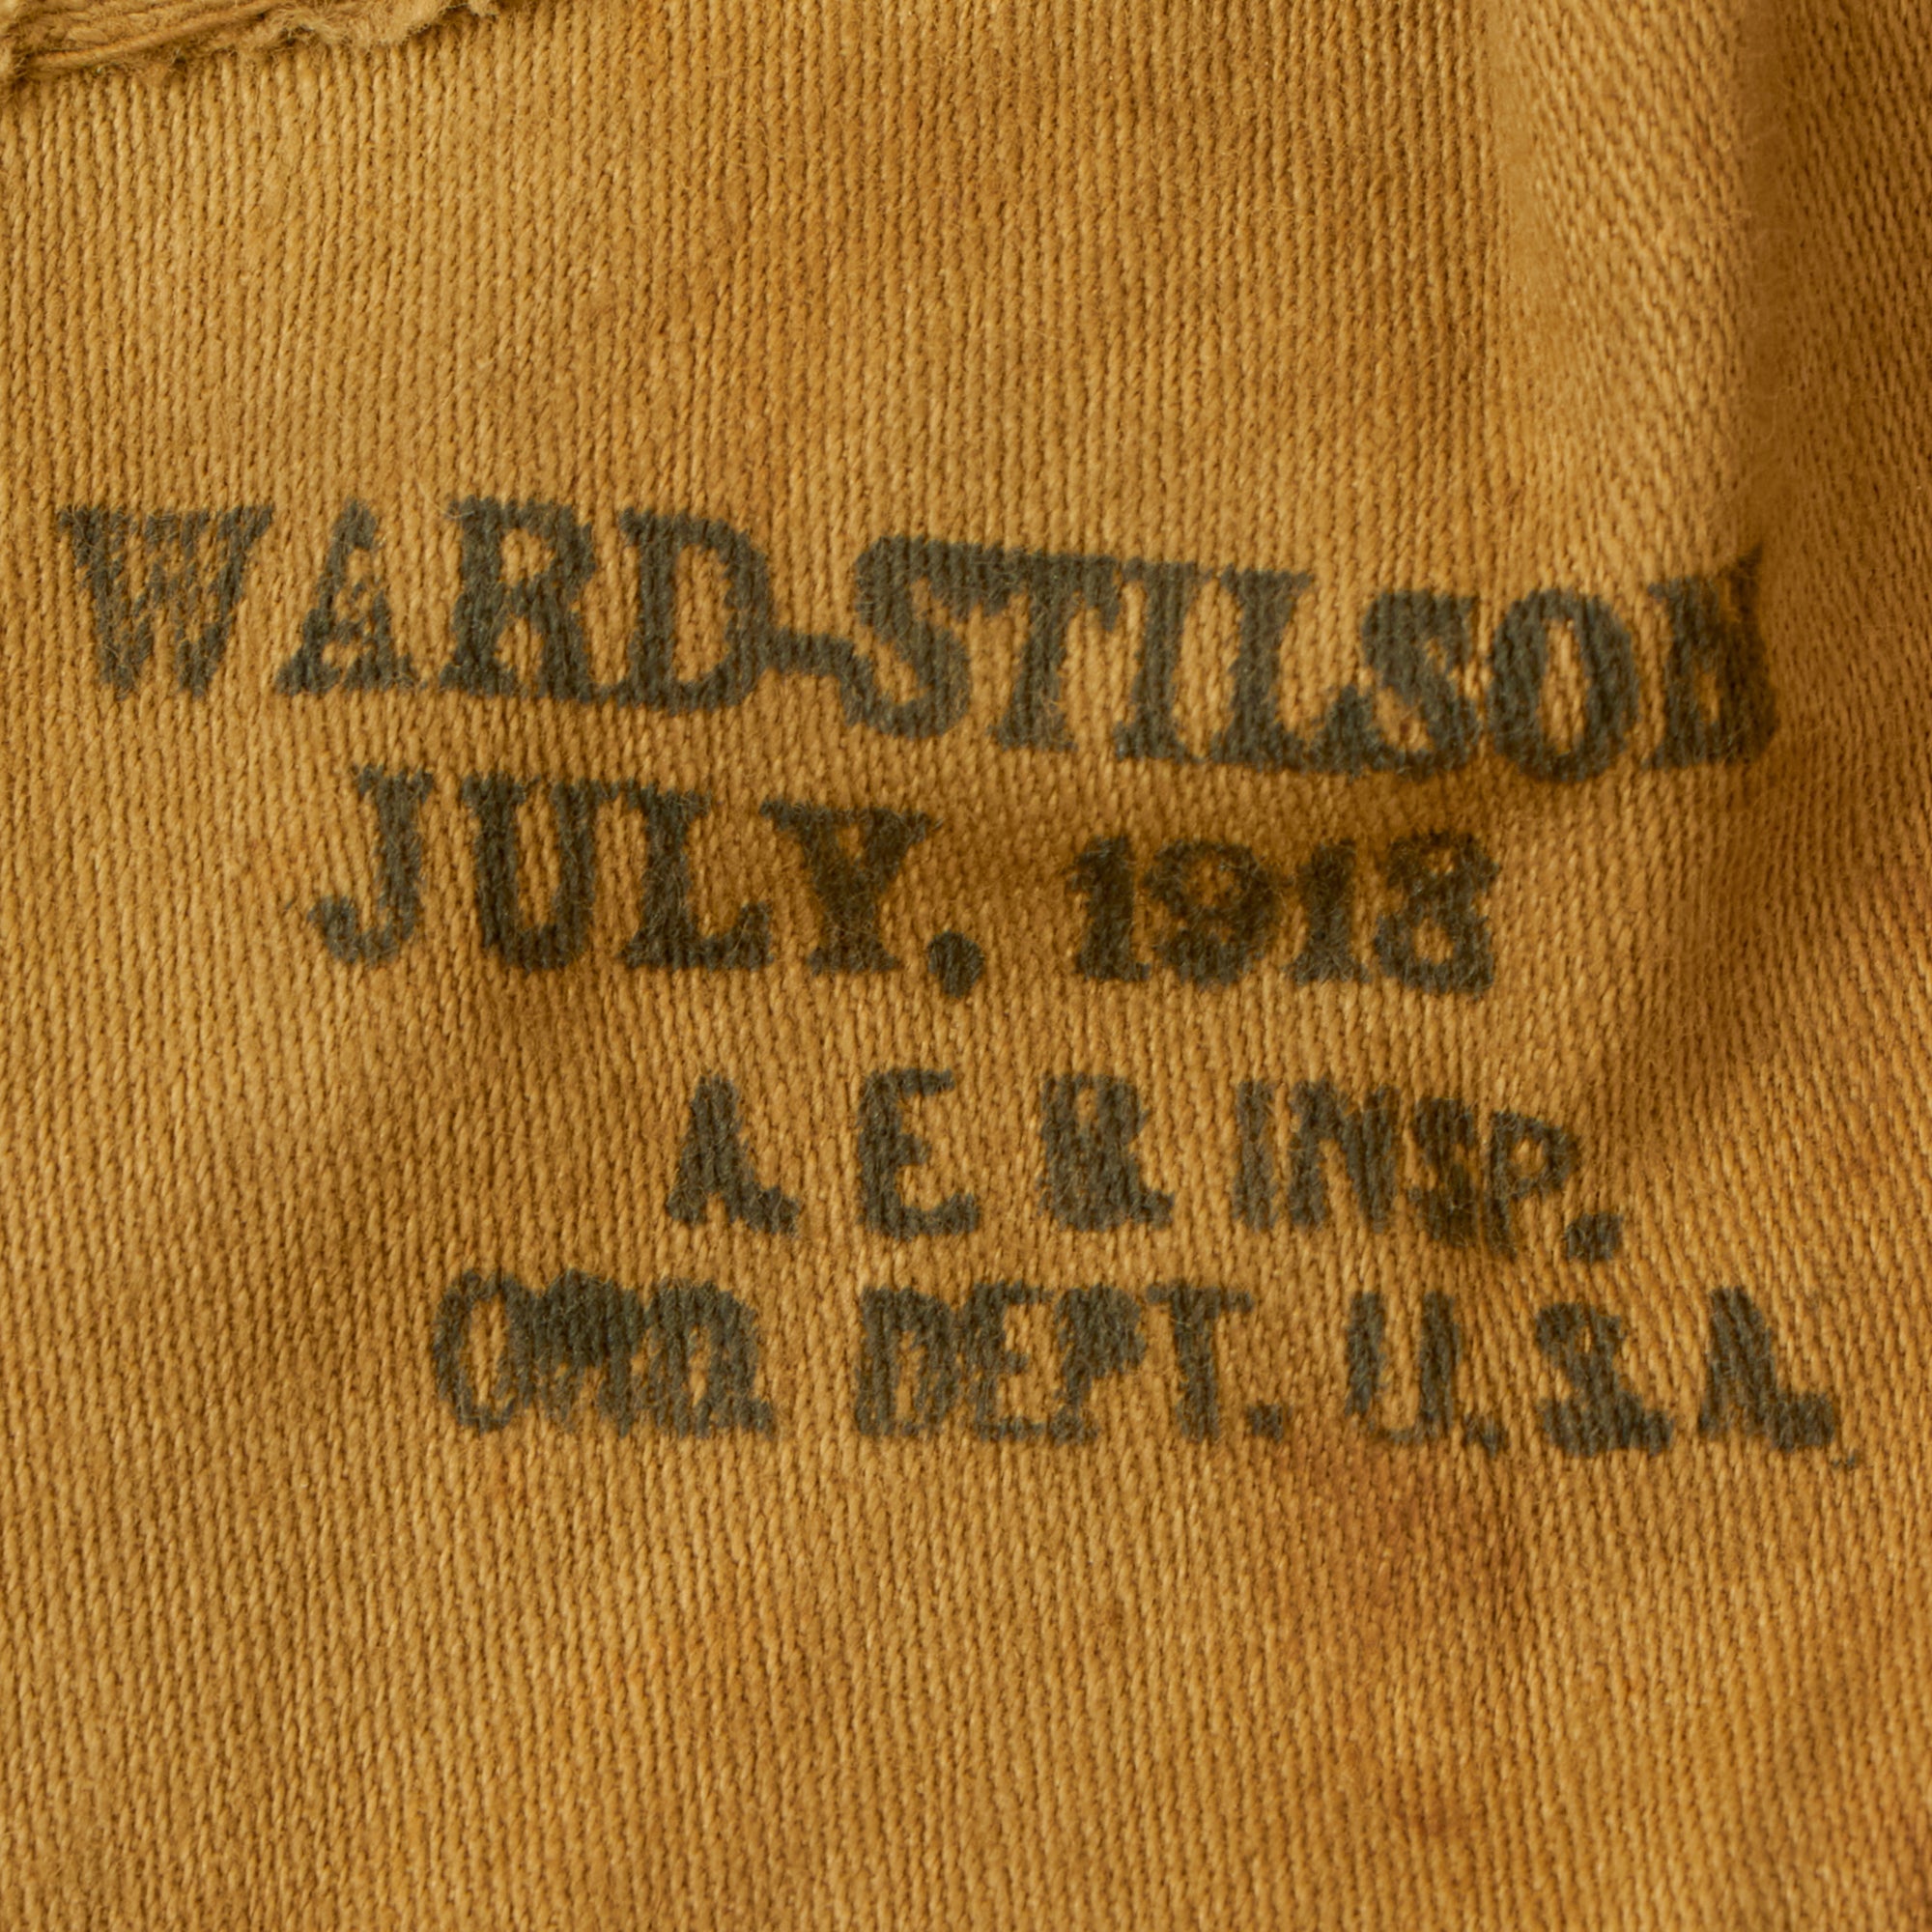 WARD-STILSON
JULY. 1918
A. E INSP.
ORD. DEPT. U.S.A.